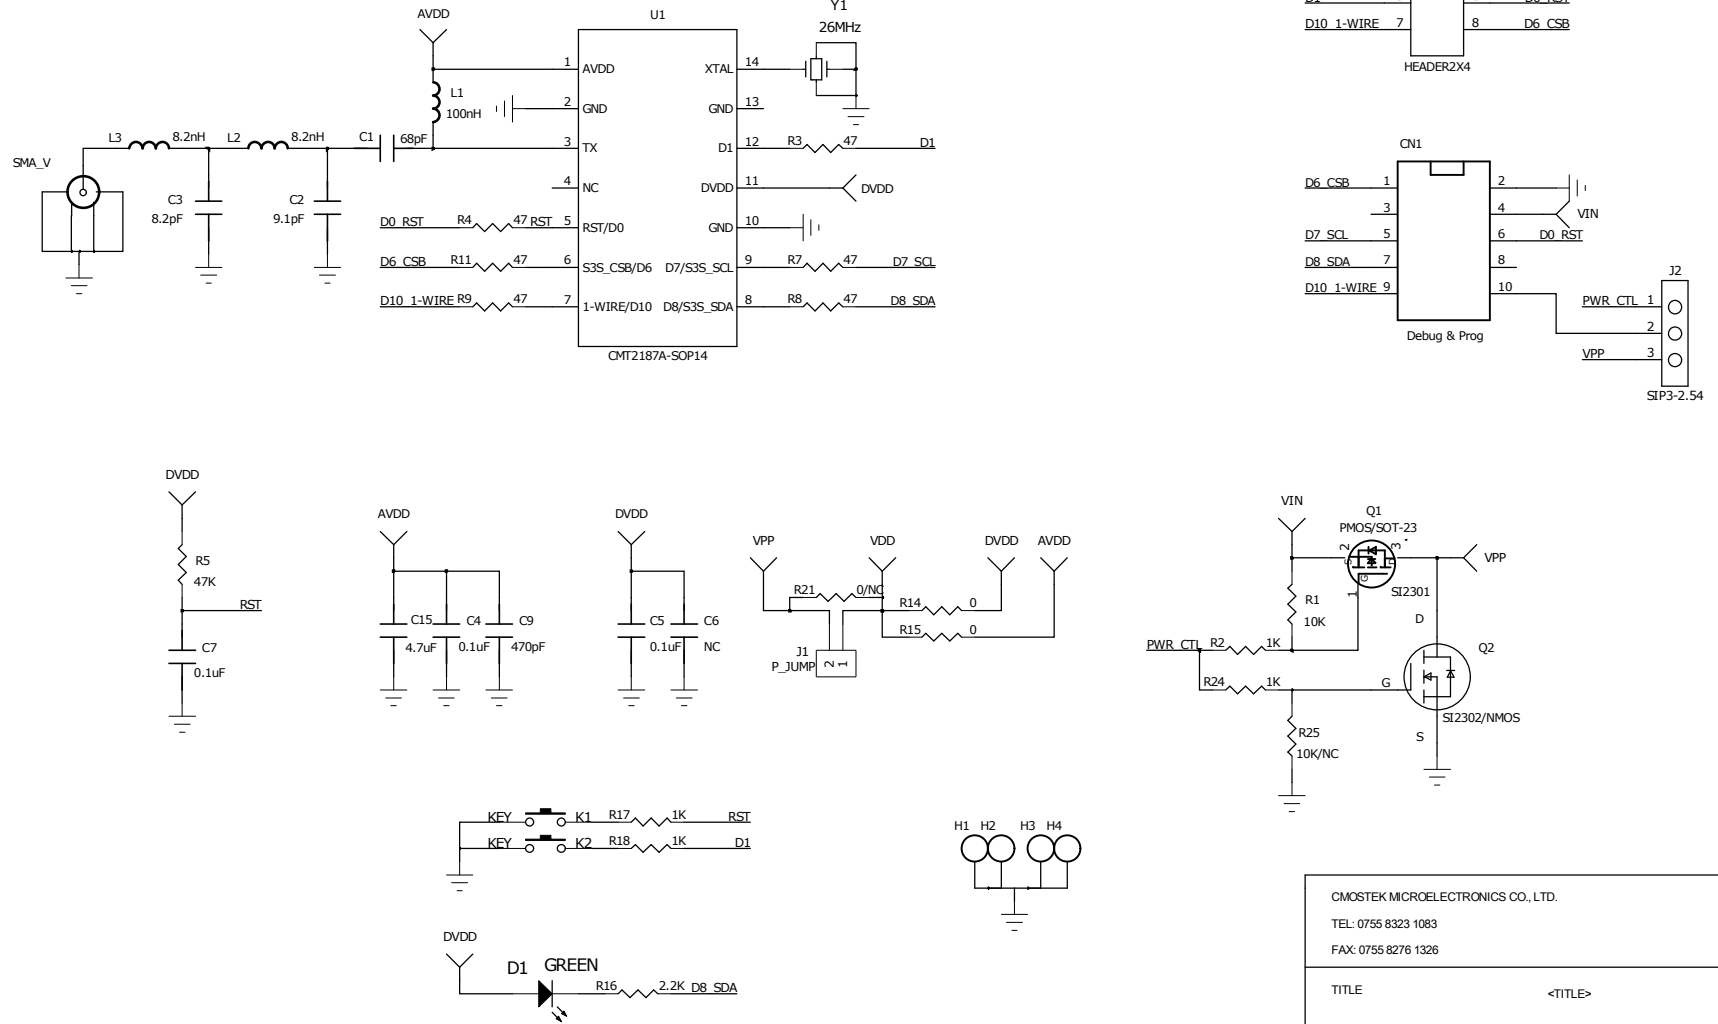 AVDD
U1
Y1
26MHz
D10 1-WIRE 7
8 D6 CSB
HEADER2X4
1 AVDD
XTAL 14
L1
100nH
2 GND
GND 13
L3 8.2nH L2 8.2nH C1 68pF
3 TX
D1 12 R3 47 D1
SMA_V
4 NC
DVDD 11 DVDD
C3
8.2pF
C2
9.1pF
D0 RST R4 47 RST 5 RST/D0
GND 10
D6 CSB R11 47 6 S3S_CSB/D6
D7/S3S_SCL 9 R7 47 D7 SCL
D10 1-WIRE R9 47 7 1-WIRE/D10
D8/S3S_SDA 8 R8 47 D8 SDA
CMT2187A-SOP14
CN1
D6 CSB 1 2
3 4 VIN
D7 SCL 5 6 D0 RST
D8 SDA 7 8
D10 1-WIRE 9 10
Debug & Prog
J2
PWR CTL 1
2
VPP 3
SIP3-2.54
DVDD
R5
47K
RST
C7
0.1uF
AVDD
C15 C4 C9
4.7uF 0.1uF 470pF
DVDD
C5 C6
0.1uF NC
VPP VDD DVDD AVDD
R21 0/NC
R14 0
R15 0
J1
P_JUMP 2 1
VIN
Q1
PMOS/SOT-23
2 3
S D
G
1
SI2301
VPP
R1
10K
D
PWR CTL R2 1K
Q2
R24 1K G
SI2302/NMOS
R25
10K/NC
S
KEY K1 R17 1K RST
KEY K2 R18 1K D1
H1 H2 H3 H4
DVDD
D1 GREEN
R16 2.2K D8 SDA
CMOSTEK MICROELECTRONICS CO., LTD.
TEL: 0755 8323 1083
FAX: 0755 8276 1326
TITLE <TITLE>